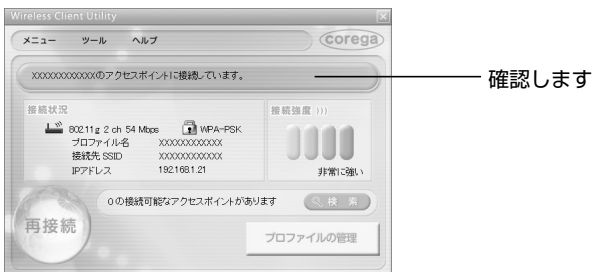 Wireless Client Utility
メニュー ツール ヘルプ corega
xxxxxxxxxxxxのアクセスポイントに接続しています。
確認します
接続状況
802.11g 2 ch 54 Mbps WPA-PSK
プロファイル名 xxxxxxxxxxxx
接続先 SSID xxxxxxxxxxxx
IPアドレス 192.168.1.21
接続強度
非常に強い
0の接続可能なアクセスポイントがあります
検 索
再接続
プロファイルの管理